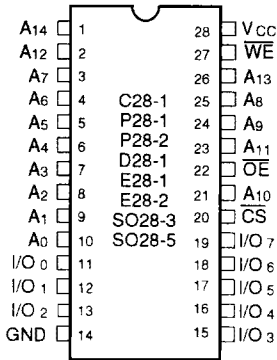 A14 1 28 VCC
A12 2 27 WE
A7 3 26 A13
A6 4 C28-1 25 A8
A5 5 P28-1 24 A9
A4 6 P28-2 23 A11
A3 7 D28-1 22 OE
A2 8 E28-1 21 A10
A1 9 E28-2 20 CS
A0 10 SO28-3 19 I/O 7
I/O 0 11 SO28-5 18 I/O 6
I/O 1 12 17 I/O 5
I/O 2 13 16 I/O 4
GND 14 15 I/O 3